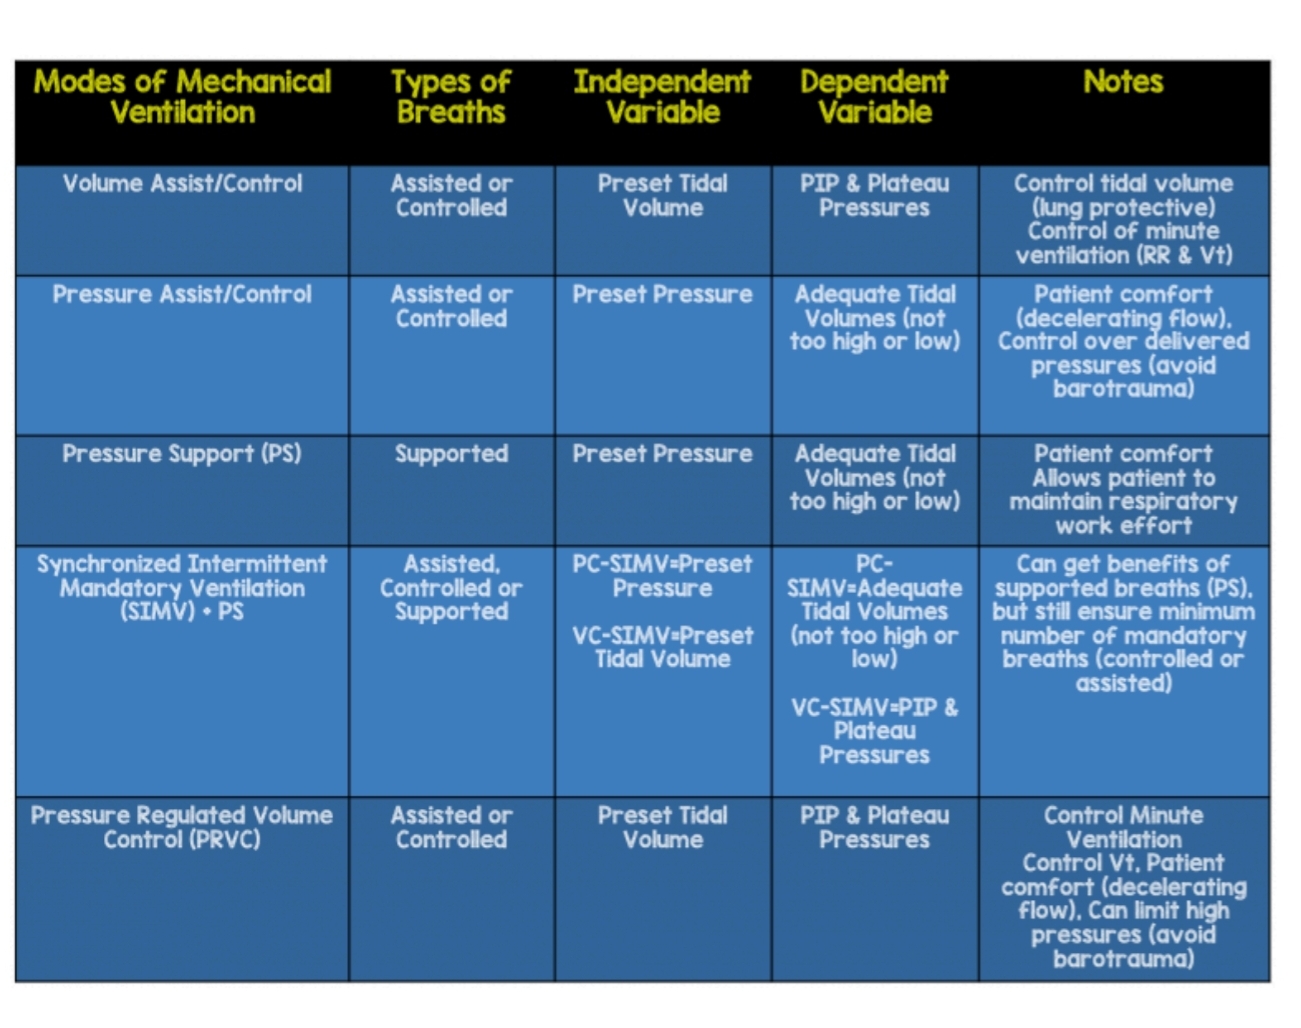 Modes of Mechanical
Ventilation
Types of
Breaths
Independent
Variable
Dependent
Variable
Notes
Volume Assist/Control
Assisted or
Controlled
Preset Tidal
Volume
PIP & Plateau
Pressures
Control tidal volume
(lung protective)
Control of minute
ventilation (RR & Vt)
Pressure Assist/Control
Assisted or
Controlled
Preset Pressure
Adequate Tidal
Volumes (not
too high or low)
Patient comfort
(decelerating flow),
Control over delivered
pressures (avoid
barotrauma)
Pressure Support (PS)
Supported
Preset Pressure
Adequate Tidal
Volumes (not
too high or low)
Patient comfort
Allows patient to
maintain respiratory
work effort
Synchronized Intermittent
Mandatory Ventilation
(SIMV) + PS
Assisted,
Controlled or
Supported
PC-SIMV=Preset
Pressure
VC-SIMV=Preset
Tidal Volume
PC-
SIMV=Adequate
Tidal Volumes
(not too high or
low)
VC-SIMV=PIP &
Plateau
Pressures
Can get benefits of
supported breaths (PS),
but still ensure minimum
number of mandatory
breaths (controlled or
assisted)
Pressure Regulated Volume
Control (PRVC)
Assisted or
Controlled
Preset Tidal
Volume
PIP & Plateau
Pressures
Control Minute
Ventilation
Control Vt, Patient
comfort (decelerating
flow), Can limit high
pressures (avoid
barotrauma)